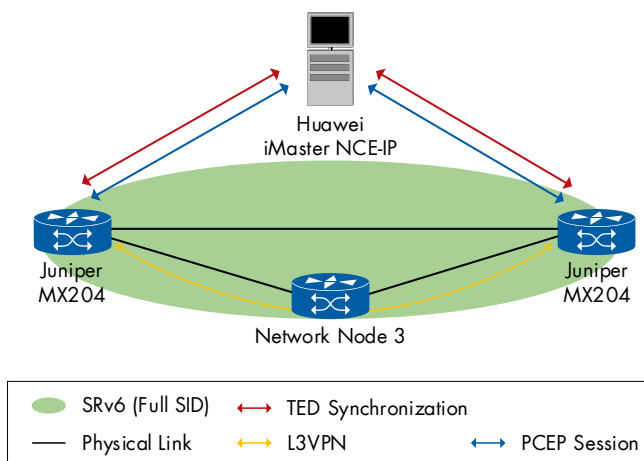 Huawei
iMaster NCE-IP
Juniper
MX204
Juniper
MX204
Network Node 3
SRv6 (Full SID)
TED Synchronization
Physical Link
L3VPN
PCEP Session